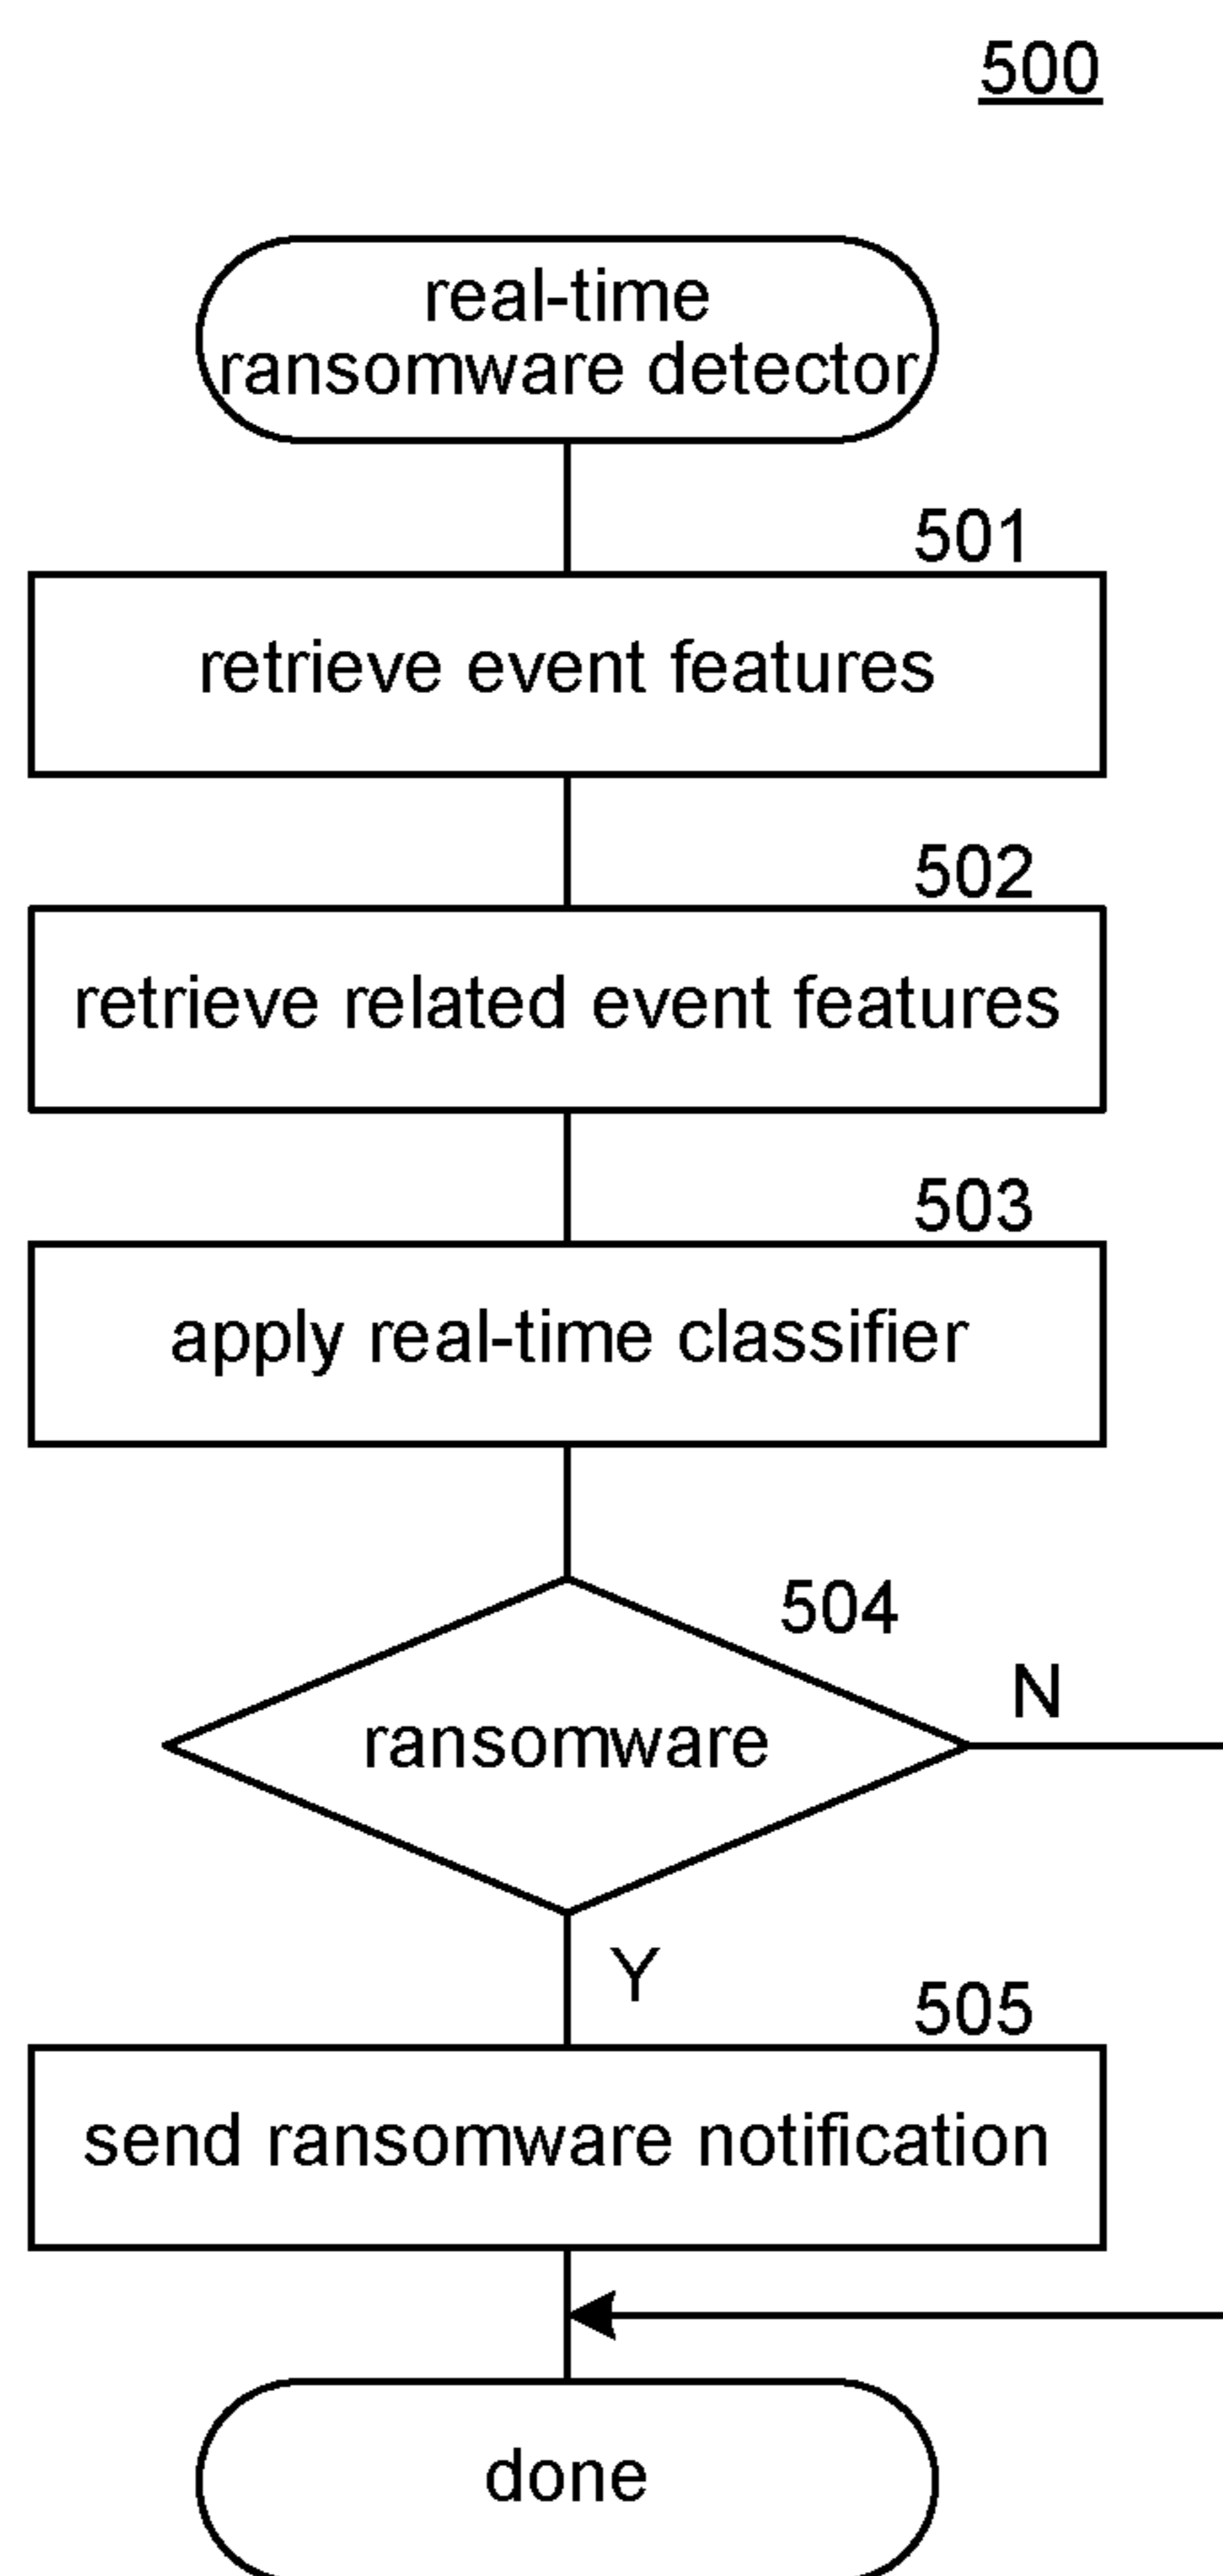 500
real-time
ransomware detector
501
retrieve event features
502
retrieve related event features
503
apply real-time classifier
504
N
ransomware
Y
505
send ransomware notification
done